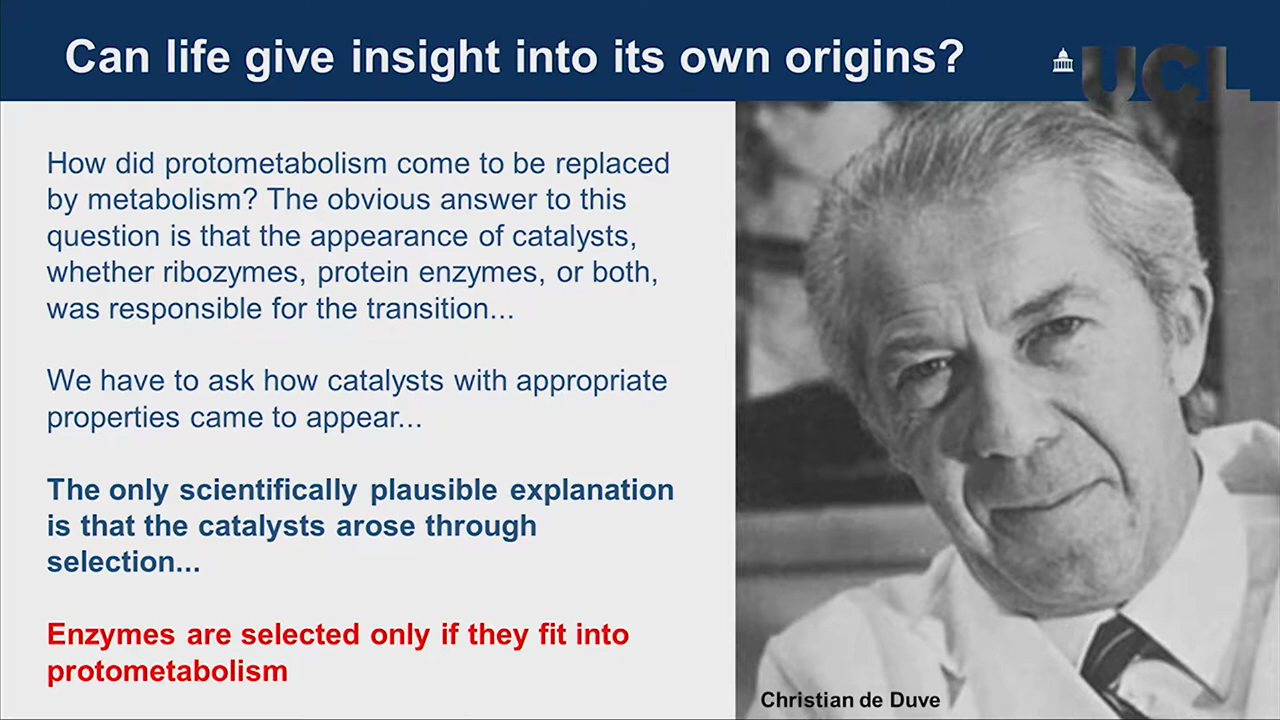 Can life give insight into its own origins?
UCL
How did protometabolism come to be replaced
by metabolism? The obvious answer to this
question is that the appearance of catalysts,
whether ribozymes, protein enzymes, or both,
was responsible for the transition...
We have to ask how catalysts with appropriate
properties came to appear...
The only scientifically plausible explanation
is that the catalysts arose through
selection...
Enzymes are selected only if they fit into
protometabolism
Christian de Duve